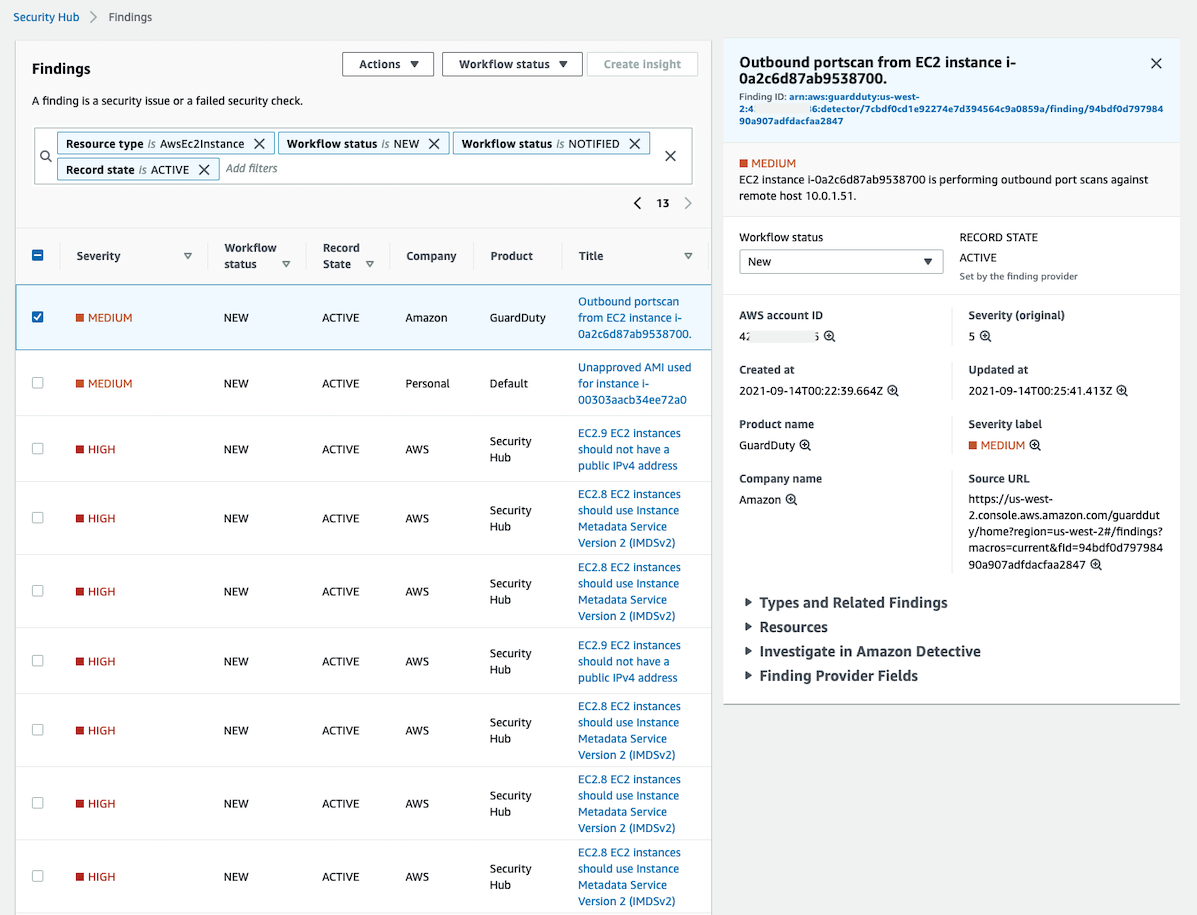 Security Hub > Findings
Findings
Actions
Workflow status
Create insight
A finding is a security issue or a failed security check.
Resource type is AwsEc2Instance
Workflow status is NEW
Workflow status is NOTIFIED
Record state is ACTIVE
Add filters
13
Severity
Workflow
status
Record
State
Company
Product
Title
MEDIUM
NEW
ACTIVE
Amazon
GuardDuty
Outbound portscan
from EC2 instance i-
0a2c6d87ab9538700.
MEDIUM
NEW
ACTIVE
Personal
Default
Unapproved AMI used
for instance i-
00303aacb34ee72a0
HIGH
NEW
ACTIVE
AWS
Security
Hub
EC2.9 EC2 instances
should not have a
public IPv4 address
HIGH
NEW
ACTIVE
AWS
Security
Hub
EC2.8 EC2 instances
should use Instance
Metadata Service
Version 2 (IMDSv2)
HIGH
NEW
ACTIVE
AWS
Security
Hub
EC2.8 EC2 instances
should use Instance
Metadata Service
Version 2 (IMDSv2)
HIGH
NEW
ACTIVE
AWS
Security
Hub
EC2.9 EC2 instances
should not have a
public IPv4 address
HIGH
NEW
ACTIVE
AWS
Security
Hub
EC2.8 EC2 instances
should use Instance
Metadata Service
Version 2 (IMDSv2)
HIGH
NEW
ACTIVE
AWS
Security
Hub
EC2.8 EC2 instances
should use Instance
Metadata Service
Version 2 (IMDSv2)
HIGH
NEW
ACTIVE
AWS
Security
Hub
EC2.8 EC2 instances
should use Instance
Metadata Service
Version 2 (IMDSv2)
Outbound portscan from EC2 instance i-
0a2c6d87ab9538700.
Finding ID: arn:aws:guardduty:us-west-
2:4 6:detector/7cbdf0cd1e92274e7d394564c9a0859a/finding/94bdf0d797984
90a907adfdacfaa2847
MEDIUM
EC2 instance i-0a2c6d87ab9538700 is performing outbound port scans against
remote host 10.0.1.51.
Workflow status
New
RECORD STATE
ACTIVE
Set by the finding provider
AWS account ID
42 5
Severity (original)
5
Created at
2021-09-14T00:22:39.664Z
Updated at
2021-09-14T00:25:41.413Z
Product name
GuardDuty
Severity label
MEDIUM
Company name
Amazon
Source URL
https://us-west-
2.console.aws.amazon.com/guarddut
y/home?region=us-west-2#/findings?
macros=current&fId=94bdf0d797984
90a907adfdacfaa2847
Types and Related Findings
Resources
Investigate in Amazon Detective
Finding Provider Fields